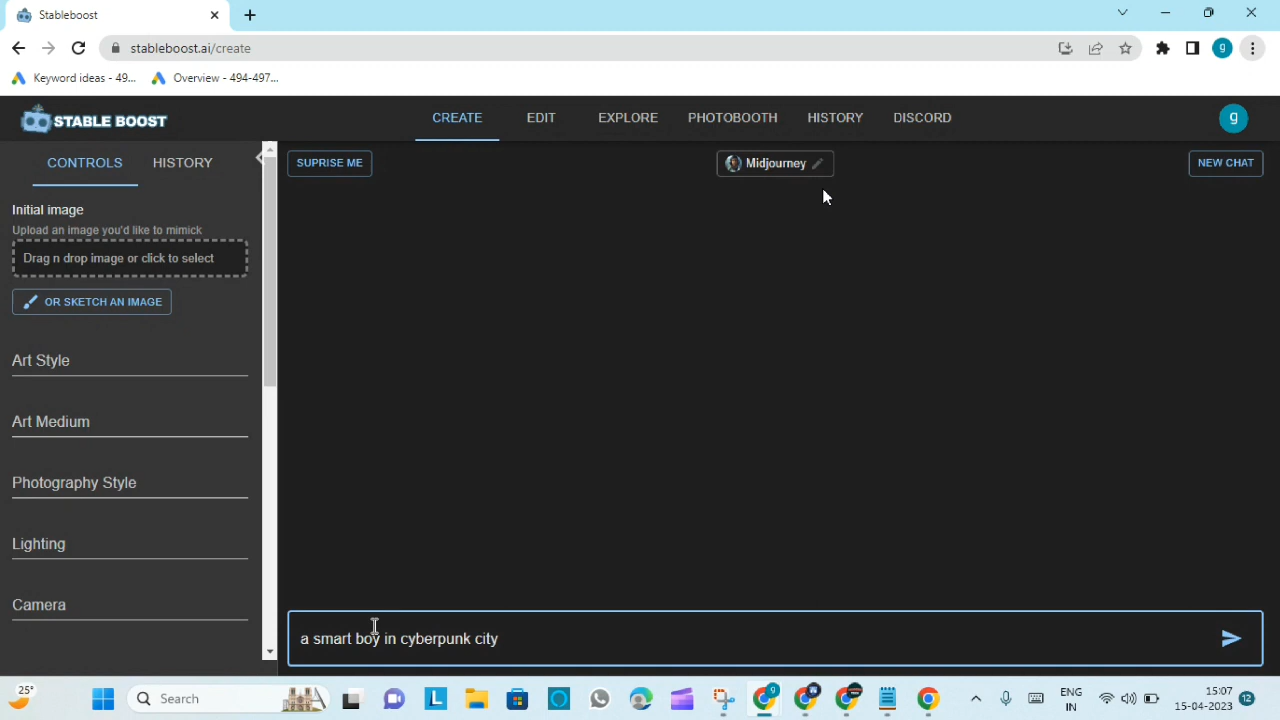 Stableboost
stableboost.ai/create
Keyword ideas - 49...
Overview - 494-497...
g
STABLE BOOST
CREATE
EDIT
EXPLORE
PHOTOBOOTH
HISTORY
DISCORD
g
CONTROLS
HISTORY
SUPRISE ME
Midjourney
NEW CHAT
Initial image
Upload an image you'd like to mimick
Drag n drop image or click to select
OR SKETCH AN IMAGE
Art Style
Art Medium
Photography Style
Lighting
Camera
a smart boy in cyberpunk city
25°
Search
L
9
ENG
IN
15:07
15-04-2023
12